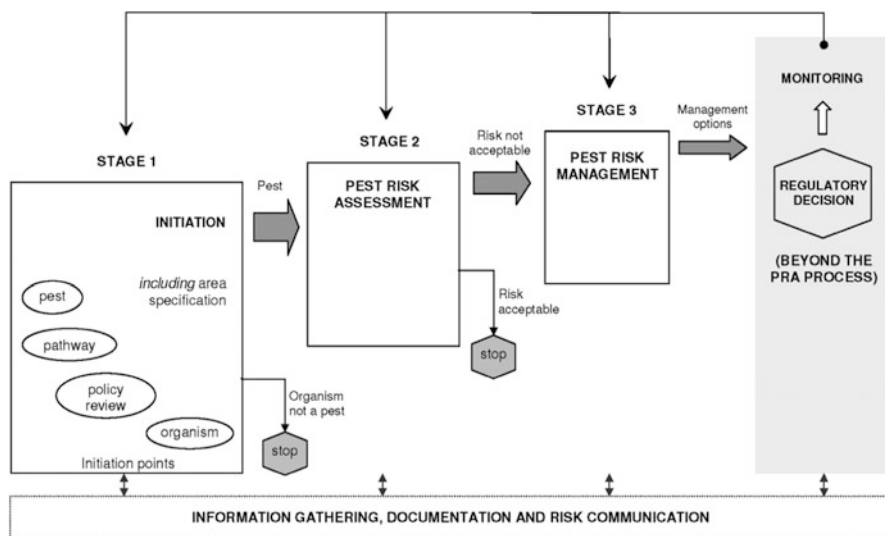 STAGE 1
INITIATION
including area
specification
pest
pathway
policy
review
organism
Initiation points
Pest
Organism
not a pest
stop
STAGE 2
PEST RISK
ASSESSMENT
Risk not
acceptable
Risk
acceptable
stop
STAGE 3
PEST RISK
MANAGEMENT
Management
options
MONITORING
REGULATORY
DECISION
(BEYOND THE
PRA PROCESS)
INFORMATION GATHERING, DOCUMENTATION AND RISK COMMUNICATION